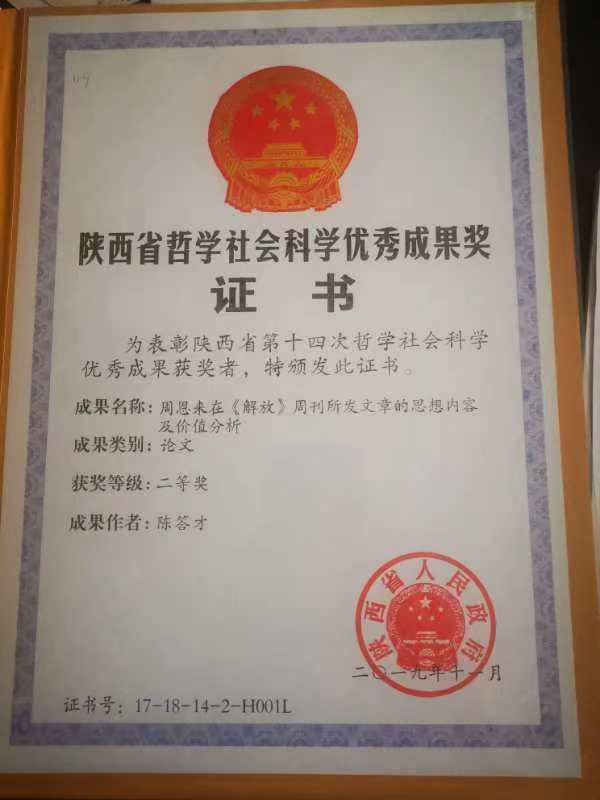 陕西省哲学社会科学优秀成果奖
证 书
为表彰陕西省第十四次哲学社会科学
优秀成果获奖者，特颁发此证书。
成果名称：周恩来在《解放》周刊所发文章的思想内容
及价值分析
成果类别：论文
获奖等级：二等奖
成果作者：陈答才
陕西省人民政府
二〇一九年十一月
证书号：17-18-14-2-H001L